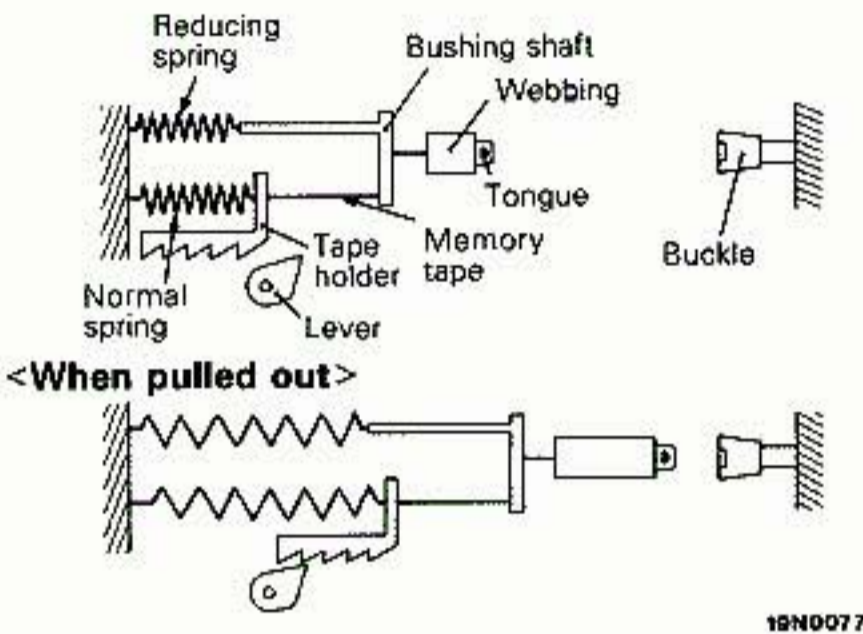 Reducing
spring
Bushing shaft
Webbing
Tongue
Buckle
Tape
holder
Memory
tape
Normal
spring
Lever
<When pulled out>
19N0077